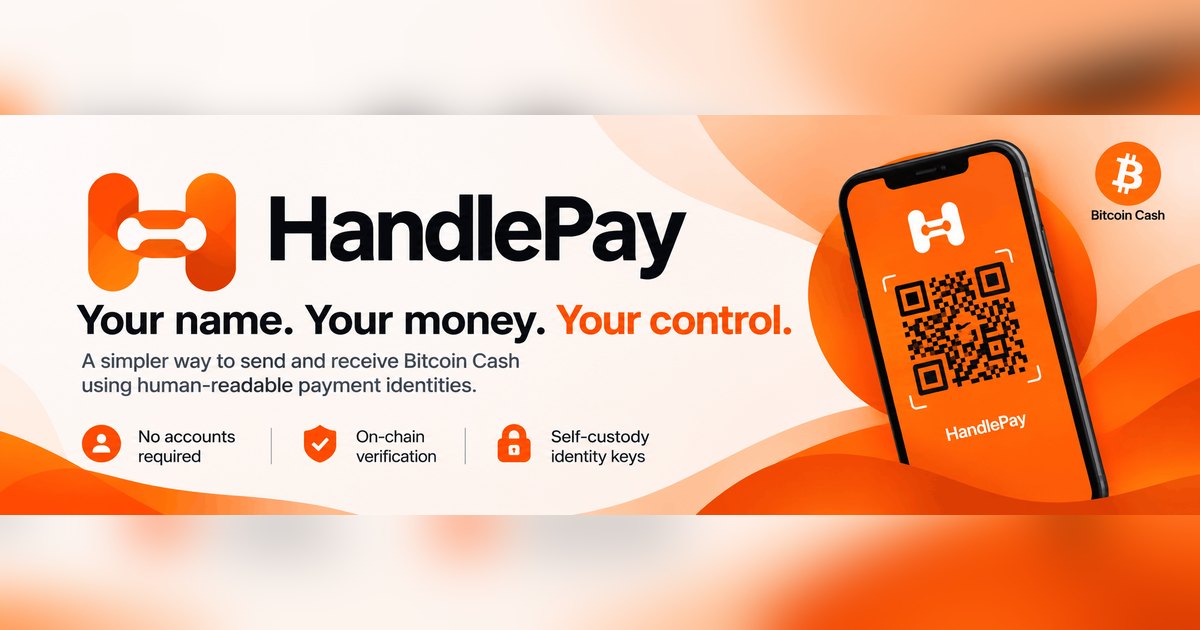 HandlePay
Your name. Your money. Your control.
A simpler way to send and receive Bitcoin Cash
using human-readable payment identities.
No accounts
required
On-chain
verification
Self-custody
identity keys
HandlePay
Bitcoin Cash